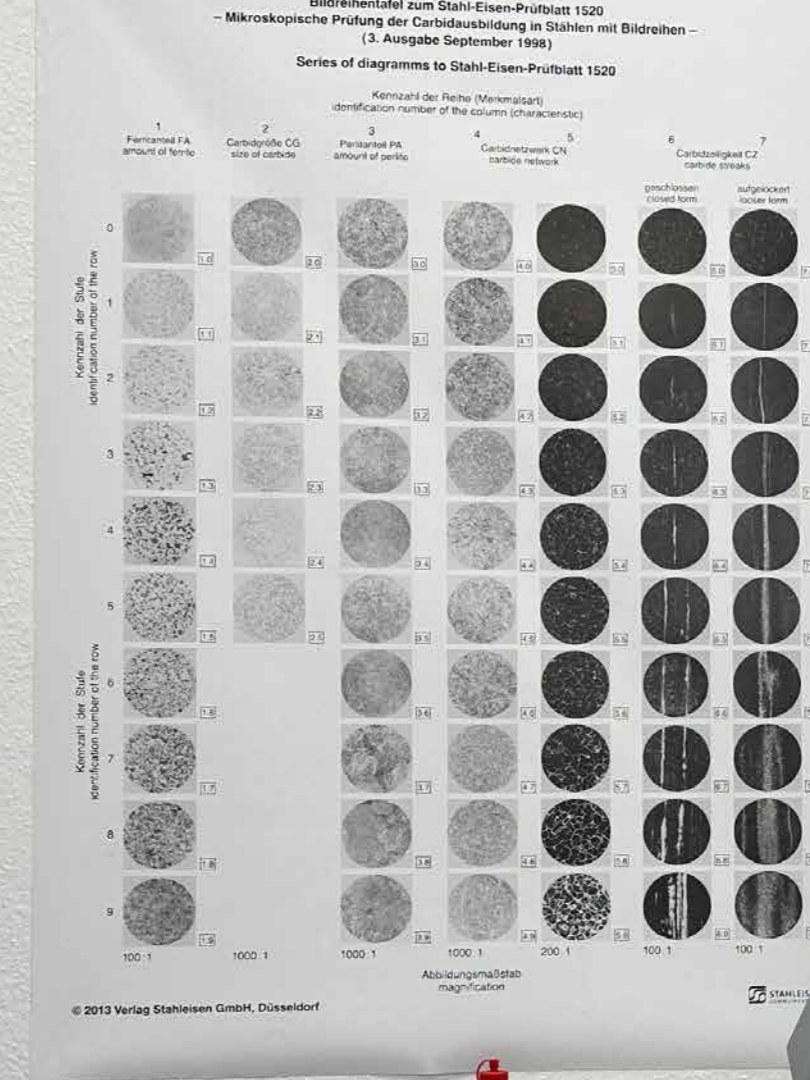 Bildreihentafel zum Stahl-Eisen-Prüfblatt 1520
– Mikroskopische Prüfung der Carbidausbildung in Stählen mit Bildreihen –
(3. Ausgabe September 1998)
Series of diagramms to Stahl-Eisen-Prüfblatt 1520
Kennzahl der Reihe (Merkmalsart)
identification number of the column (characteristic)
1 2 3 4 5 6 7
Ferritanteil FA Carbidgröße CG Perlitanteil PA Carbidnetzwerk CN Carbidzeiligkeit CZ
amount of ferrite size of carbide amount of perlite carbide network carbide streaks
geschlossen aufgelockert
closed form looser form
Kennzahl der Stufe
identification number of the row
0 1.0 2.0 3.0 4.0 5.0 6.0 7.
1 1.1 2.1 3.1 4.1 5.1 6.1 7.
2 1.2 2.2 3.2 4.2 5.2 6.2 7.
3 1.3 2.3 3.3 4.3 5.3 6.3 7.
4 1.4 2.4 3.4 4.4 5.4 6.4 7.
5 1.5 2.5 3.5 4.5 5.5 6.5 7.
Kennzahl der Stufe
identification number of the row
6 1.6 3.6 4.6 5.6 6.6
7 1.7 3.7 4.7 5.7 6.7
8 1.8 3.8 4.8 5.8 6.8
9 1.9 3.9 4.9 5.9 6.9
100:1 1000:1 1000:1 1000:1 200:1 100:1 100:1
Abbildungsmaßstab
magnification
© 2013 Verlag Stahleisen GmbH, Düsseldorf
STAHLEIS